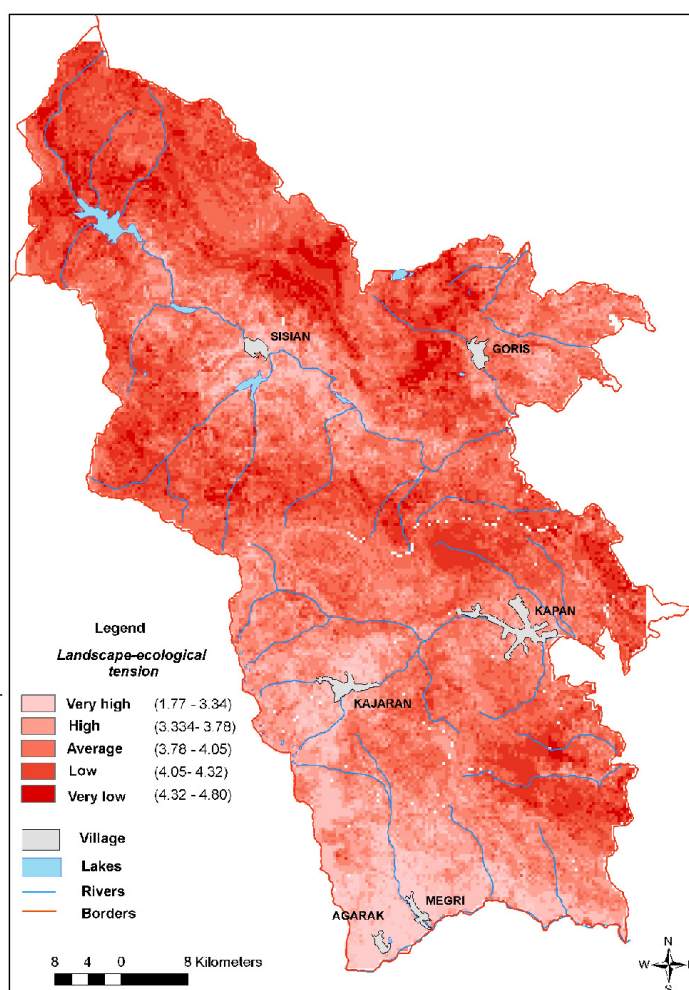 SISIAN
GORIS
KAPAN
KAJARAN
MEGRI
AGARAK
Legend
Landscape-ecological
tension
Very high (1.77 - 3.34)
High (3.334- 3.78)
Average (3.78 - 4.05)
Low (4.05- 4.32)
Very low (4.32 - 4.80)
Village
Lakes
Rivers
Borders
8 4 0 8 Kilometers
N
W
S